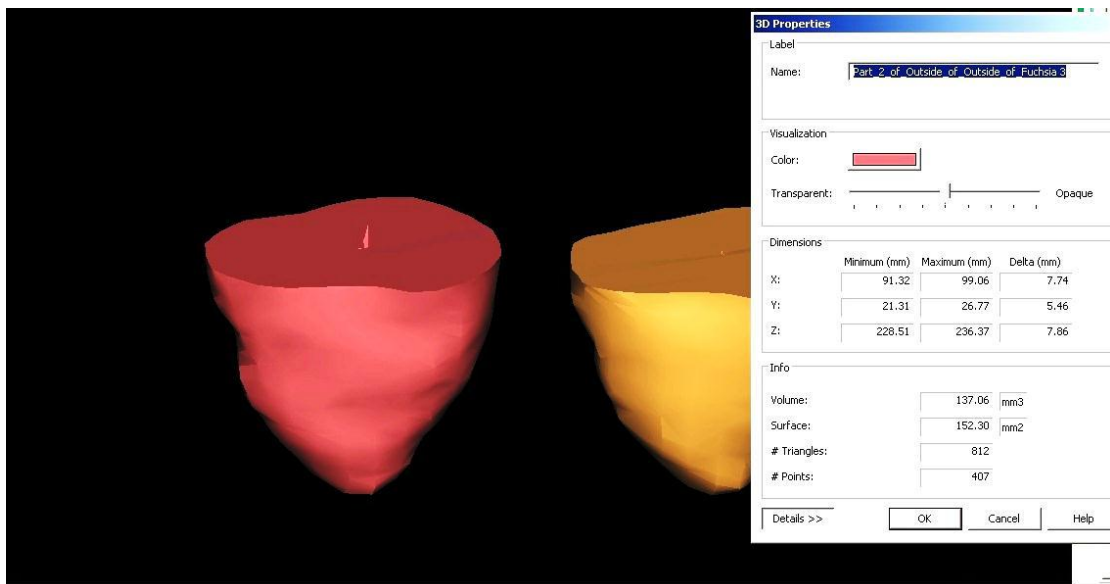 3D Properties
Label
Name: Part_2_of_Outside_of_Outside_of_Fuchsia 3
Visualization
Color:
Transparent: Opaque
Dimensions
Minimum (mm) Maximum (mm) Delta (mm)
X: 91.32 99.06 7.74
Y: 21.31 26.77 5.46
Z: 228.51 236.37 7.86
Info
Volume: 137.06 mm3
Surface: 152.30 mm2
# Triangles: 812
# Points: 407
Details >> OK Cancel Help